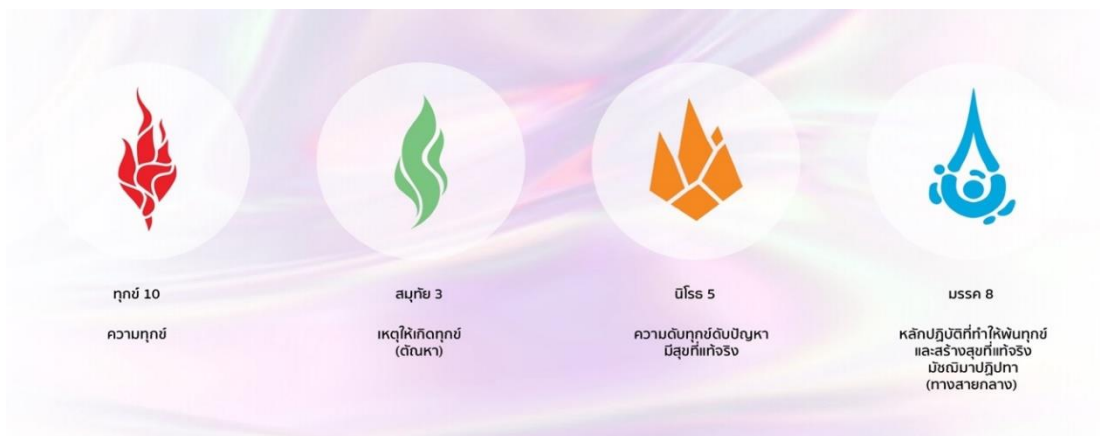 ทุกข์ 10
ความทุกข์
สมุทัย 3
เหตุให้เกิดทุกข์
(ตัณหา)
นิโรธ 5
ความดับทุกข์ดับปัญหา
มีสุขที่แท้จริง
มรรค 8
หลักปฏิบัติที่ทำให้พ้นทุกข์
และสร้างสุขที่แท้จริง
มัชฌิมาปฏิปทา
(ทางสายกลาง)